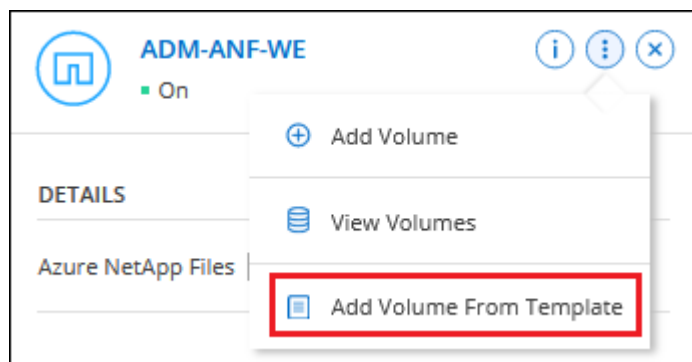 ADM-ANF-WE
On
Add Volume
DETAILS
View Volumes
Azure NetApp Files
Add Volume From Template